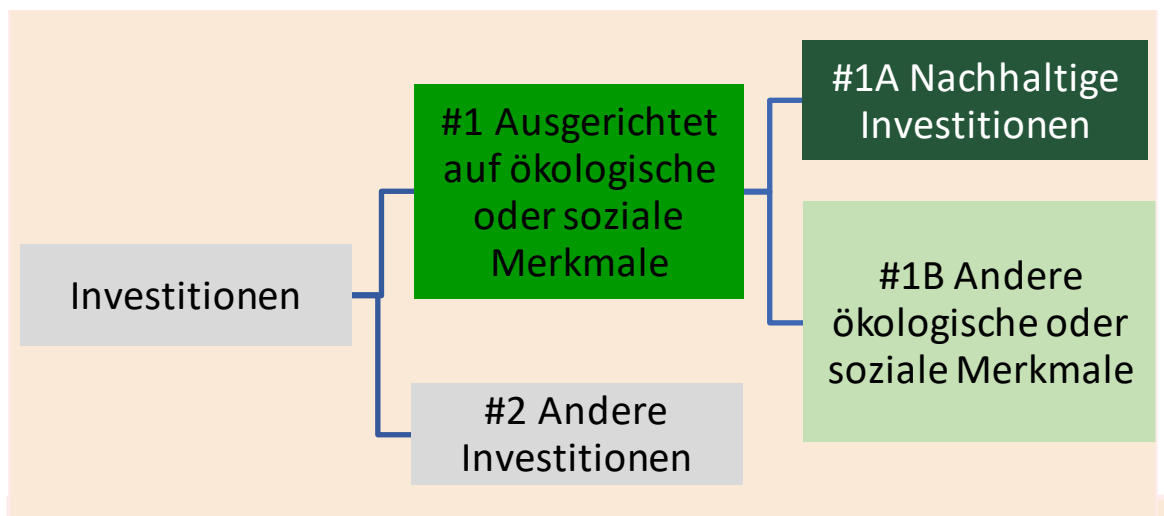 Investitionen
#1 Ausgerichtet
auf ökologische
oder soziale
Merkmale
#2 Andere
Investitionen
#1A Nachhaltige
Investitionen
#1B Andere
ökologische oder
soziale Merkmale